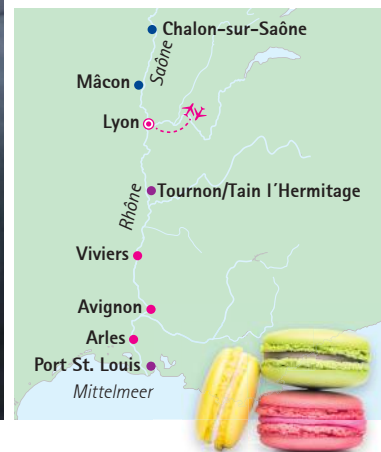 Chalon-sur-Saône
Saône
Mâcon
Lyon
Rhône
Tournon/Tain l´Hermitage
Viviers
Avignon
Arles
Port St. Louis
Mittelmeer